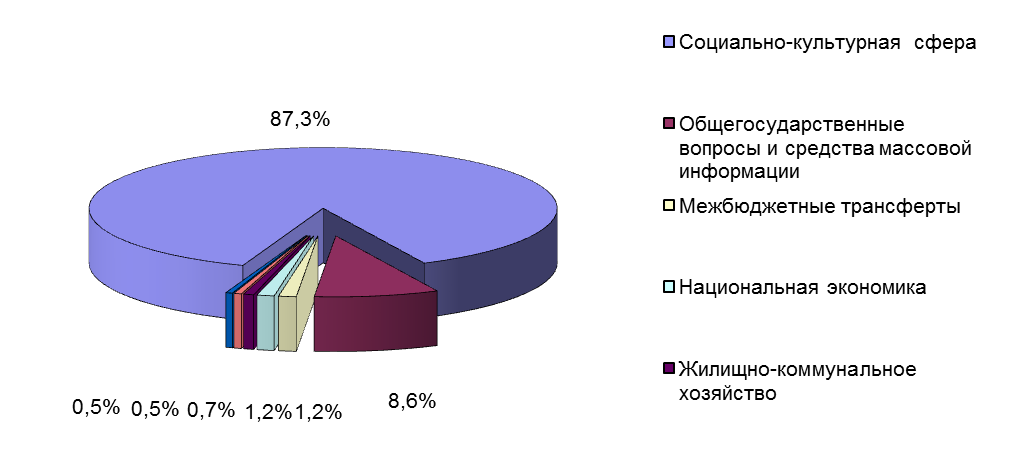 87,3%
0,5% 0,5% 0,7% 1,2% 1,2% 8,6%
Социально-культурная сфера
Общегосударственные
вопросы и средства массовой
информации
Межбюджетные трансферты
Национальная экономика
Жилищно-коммунальное
хозяйство